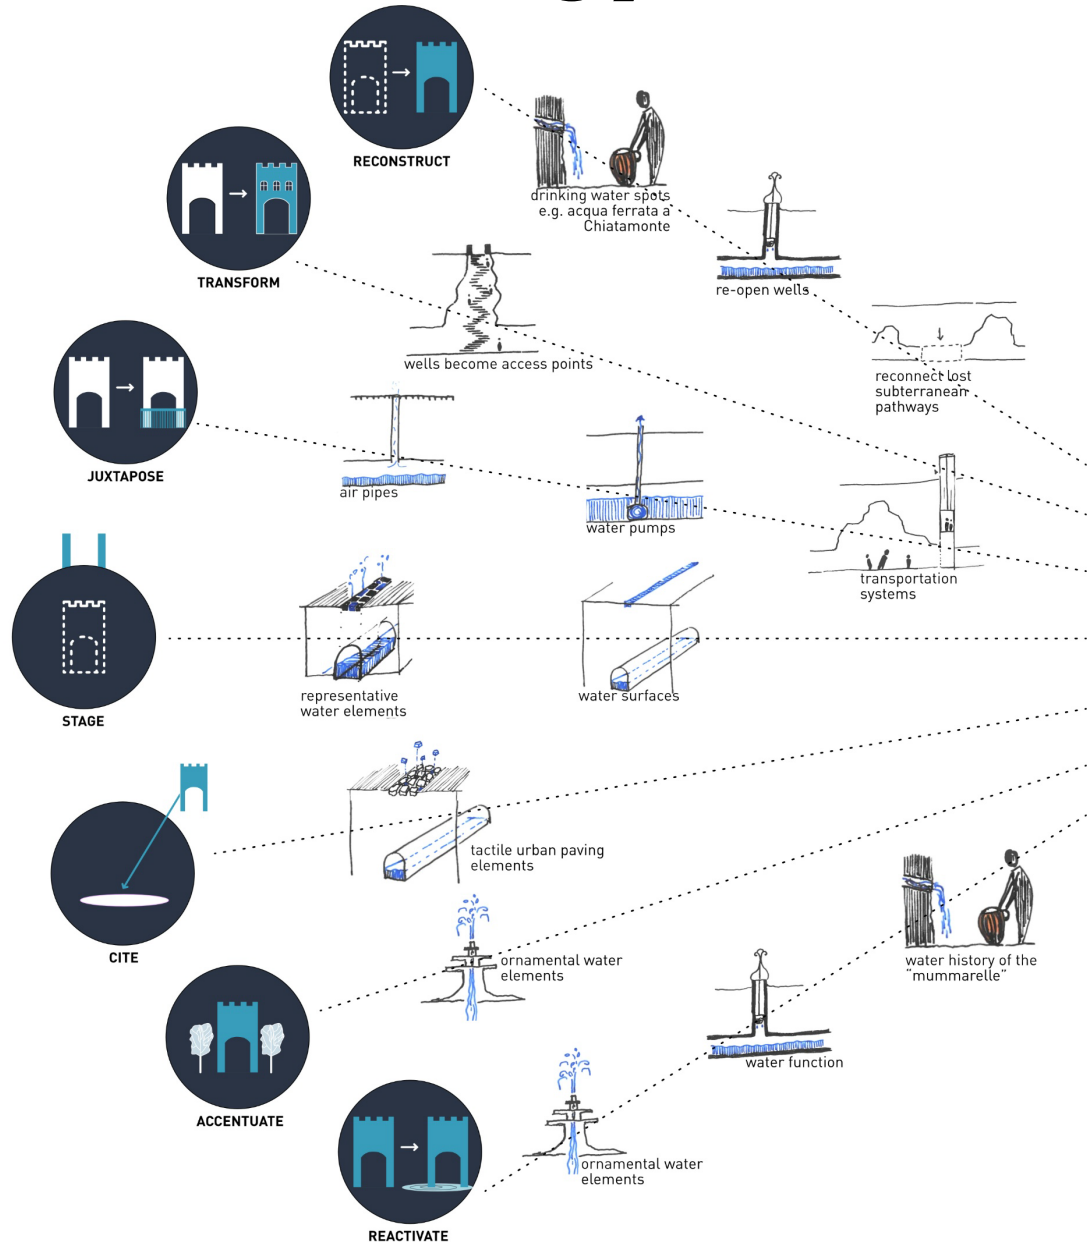 RECONSTRUCT
drinking water spots
e.g. acqua ferrata a
Chiatamonte
re-open wells
reconnect lost
subterranean
pathways
TRANSFORM
wells become access points
transportation
systems
JUXTAPOSE
air pipes
water pumps
STAGE
representative
water elements
water surfaces
CITE
tactile urban paving
elements
ACCENTUATE
ornamental water
elements
REACTIVATE
ornamental water
elements
water function
water history of the
“mummarelle”